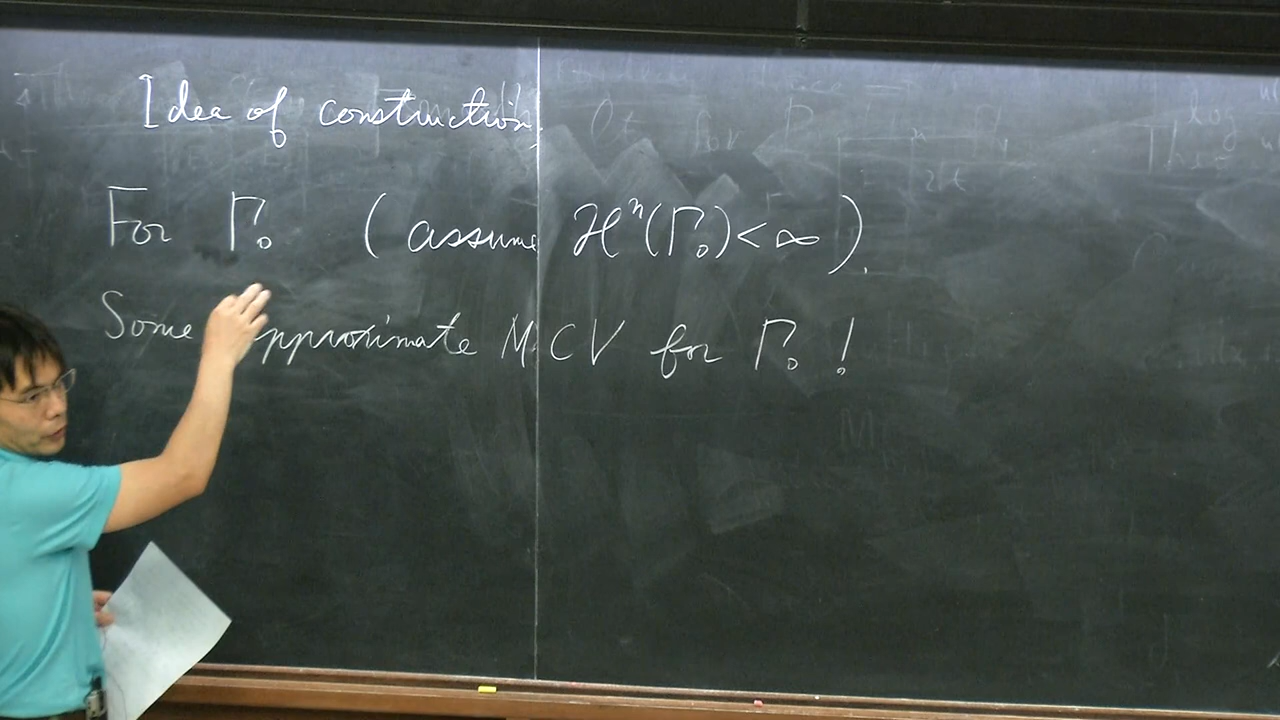 Idea of construction.
For Γ₀ (assume ℋⁿ(Γ₀) < ∞).
Some approximate MCV for Γ₀ !